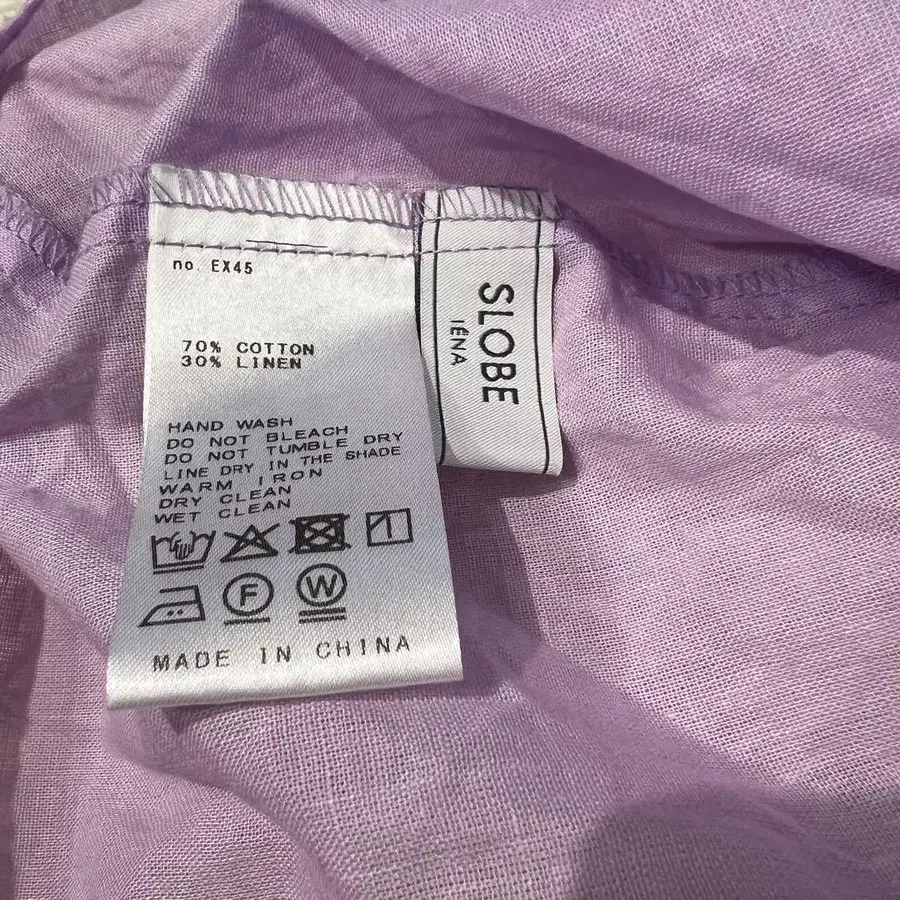 no. EX45
70% COTTON
30% LINEN
HAND WASH
DO NOT BLEACH
DO NOT TUMBLE DRY
LINE DRY IN THE SHADE
WARM IRON
DRY CLEAN
WET CLEAN
F
W
MADE IN CHINA
SLOBE
IÉNA